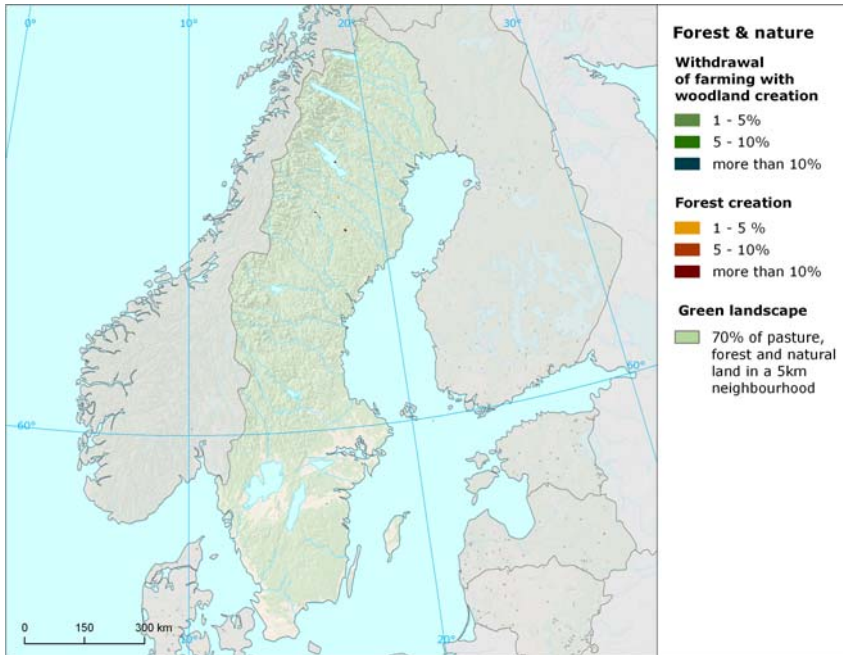 0°
10°
20°
30°
60°
60°
10°
20°
0 150 300 km
Forest & nature
Withdrawal
of farming with
woodland creation
1 - 5%
5 - 10%
more than 10%
Forest creation
1 - 5 %
5 - 10%
more than 10%
Green landscape
70% of pasture,
forest and natural
land in a 5km
neighbourhood